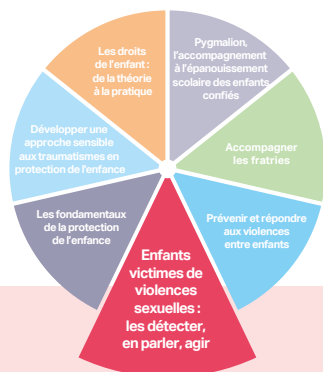 Les droits
de l'enfant :
de la théorie
à la pratique
Pygmalion,
l'accompagnement
à l'épanouissement
scolaire des enfants
confiés
Développer une
approche sensible
aux traumatismes en
protection de l'enfance
Accompagner
les fratries
Les fondamentaux
de la protection
de l'enfance
Prévenir et répondre
aux violences
entre enfants
Enfants
victimes de
violences
sexuelles :
les détecter,
en parler, agir